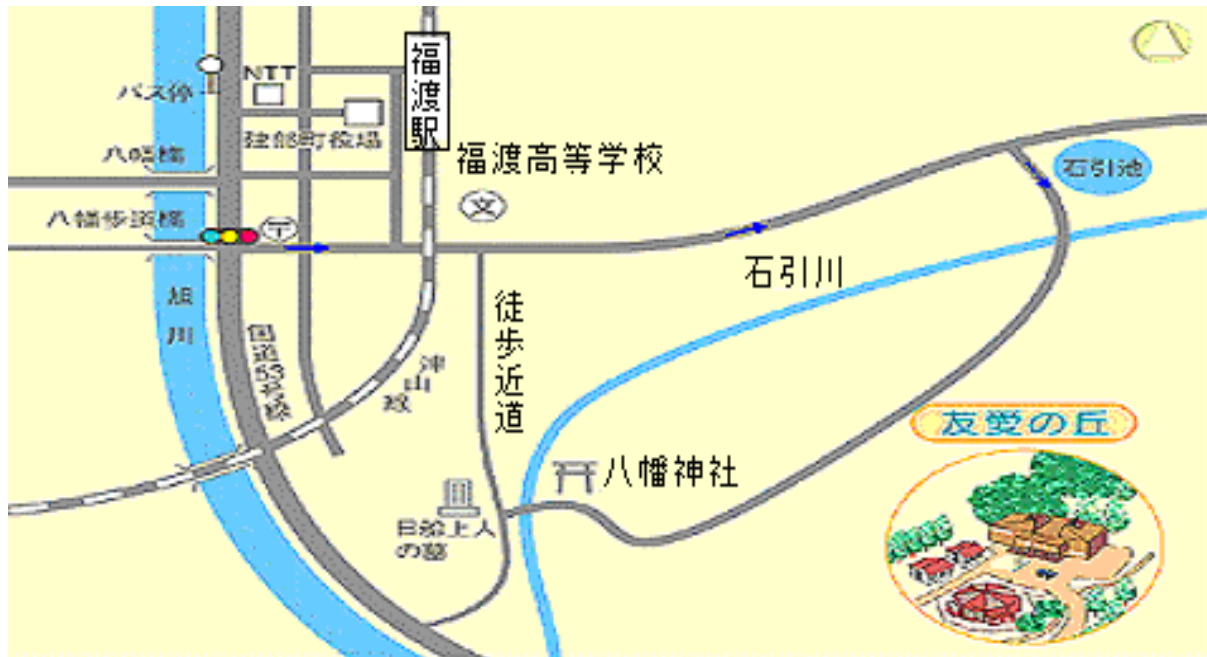 福渡駅
NTT
バス停
建部町役場
八幡橋
福渡高等学校
文
石引池
八幡歩道橋
〒
石引川
旭川
徒歩近道
国道53号線
津山線
友愛の丘
八幡神社
日船上人
の墓